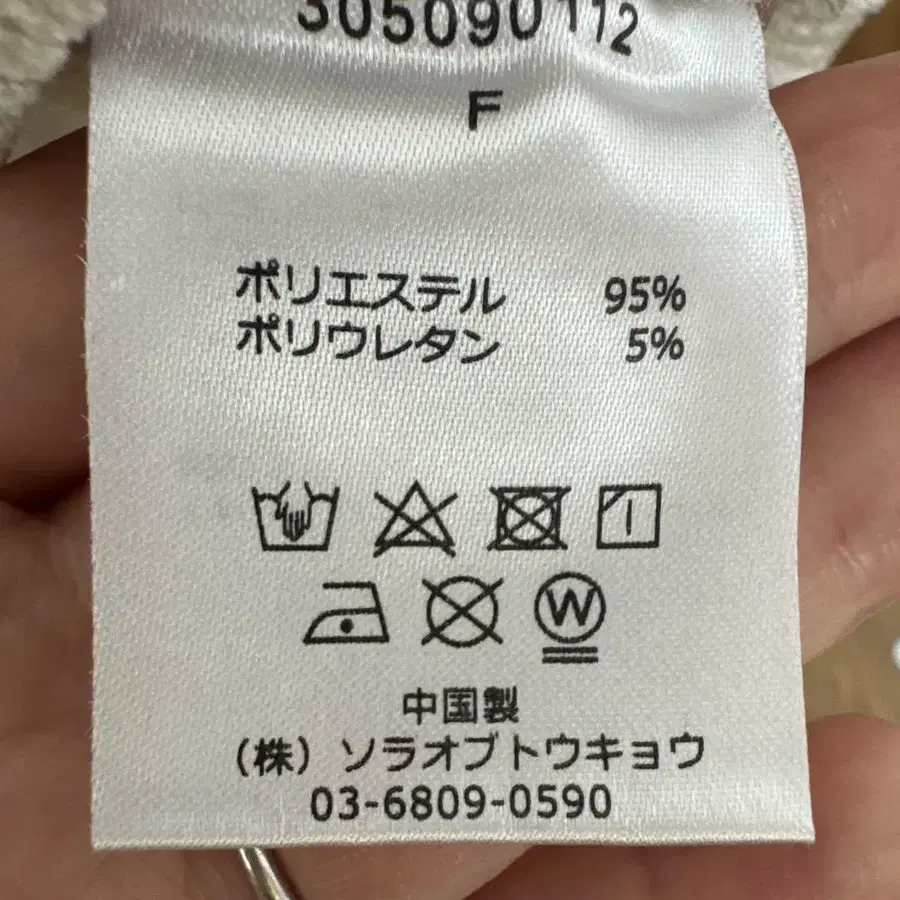 305090112
F
ポリエステル 95%
ポリウレタン 5%
W
中国製
（株）ソラオブトウキョウ
03-6809-0590